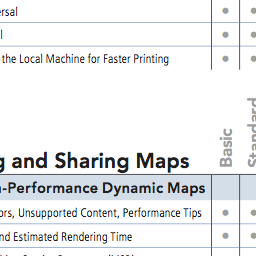 ersal
l
the Local Machine for Faster Printing
Basic
Standard
g and Sharing Maps
-Performance Dynamic Maps
ors, Unsupported Content, Performance Tips
nd Estimated Rendering Time